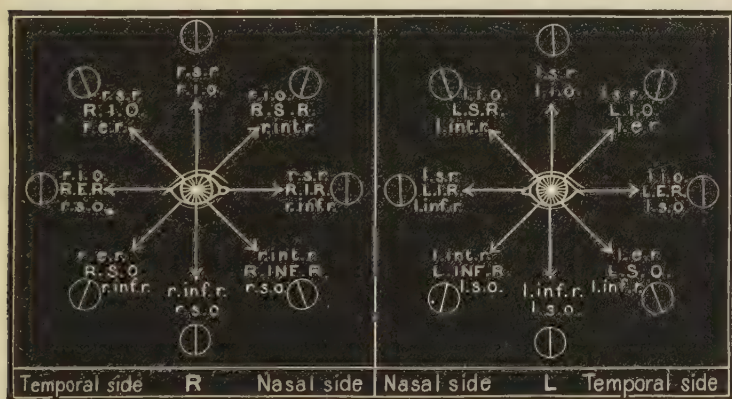 r.s.r.
r.i.o.
r.s.r.
R.I.O.
r.e.r.
r.i.o.
R.S.R.
r.int.r.
r.i.o.
R.E.R.
r.s.o.
r.s.r.
R.I.R.
r.inf.r.
r.e.r.
R.S.O.
r.inf.r.
r.inf.r.
r.s.o
r.int.r.
R.INF.R.
r.s.o.
l.s.r.
l.i.o.
l.i.o.
L.S.R.
l.int.r.
l.s.r.
L.I.O.
l.e.r.
l.s.r.
L.I.R.
l.inf.r.
l.i.o.
L.E.R.
l.s.o.
l.int.r.
L.INF.R.
l.s.o.
l.inf.r.
l.s.o.
l.e.r.
L.S.O.
l.inf.r.
Temporal side R Nasal side
Nasal side L Temporal side